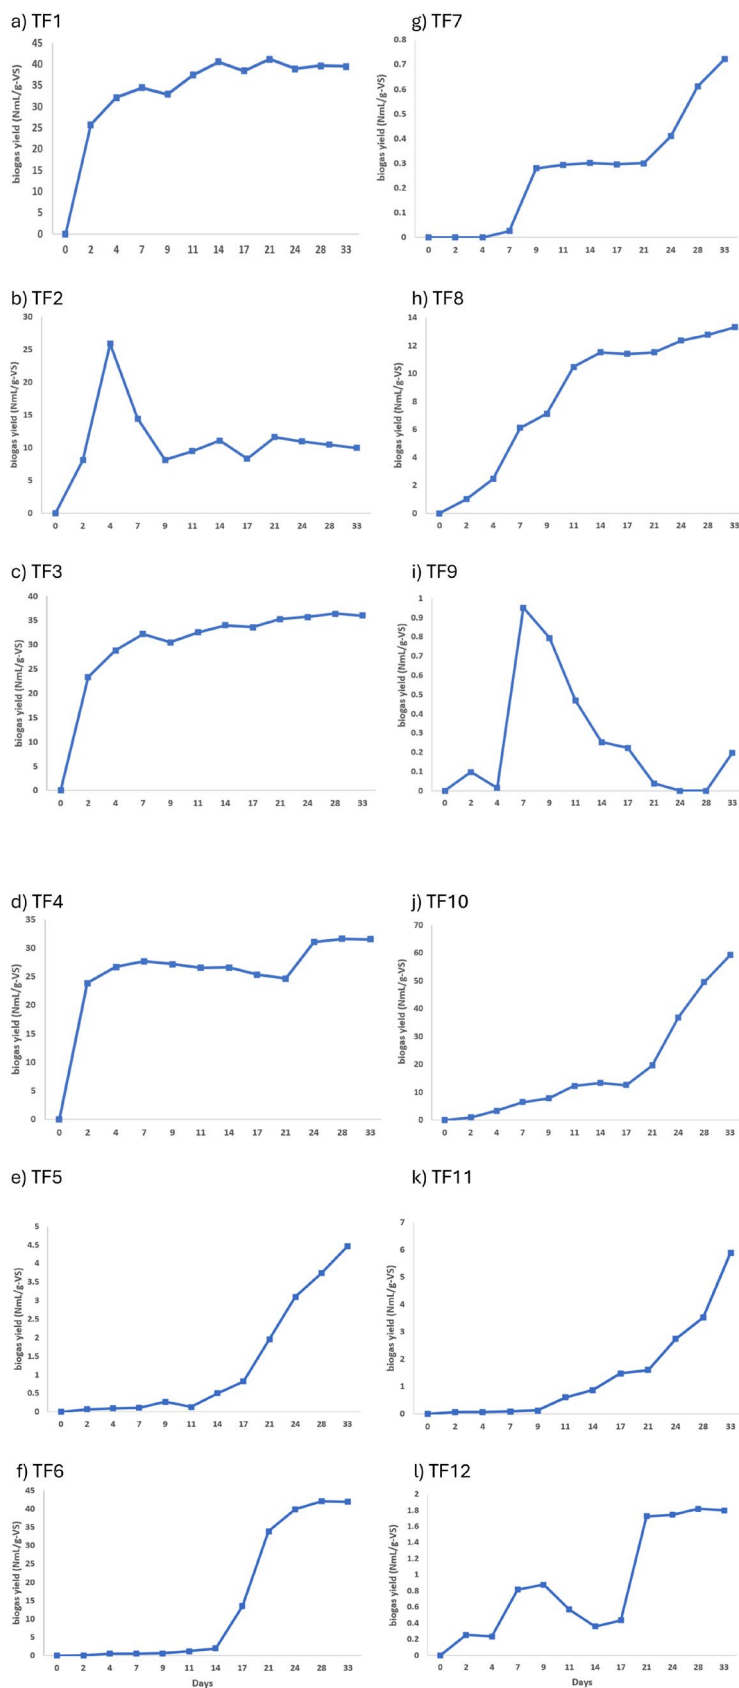 a) TF1
45
40
35
30
25
20
15
10
5
0
biogas yield (NmL/g-VS)
0 2 4 7 9 11 14 17 21 24 28 33
g) TF7
0.8
0.7
0.6
0.5
0.4
0.3
0.2
0.1
0
biogas yield (NmL/g-VS)
0 2 4 7 9 11 14 17 21 24 28 33
b) TF2
30
25
20
15
10
5
0
biogas yield (NmL/g-VS)
0 2 4 7 9 11 14 17 21 24 28 33
h) TF8
14
12
10
8
6
4
2
0
biogas yield (NmL/g-VS)
0 2 4 7 9 11 14 17 21 24 28 33
c) TF3
40
35
30
25
20
15
10
5
0
biogas yield (NmL/g-VS)
0 2 4 7 9 11 14 17 21 24 28 33
i) TF9
1
0.9
0.8
0.7
0.6
0.5
0.4
0.3
0.2
0.1
0
biogas yield (NmL/g-VS)
0 2 4 7 9 11 14 17 21 24 28 33
d) TF4
35
30
25
20
15
10
5
0
biogas yield (NmL/g-VS)
0 2 4 7 9 11 14 17 21 24 28 33
j) TF10
70
60
50
40
30
20
10
0
biogas yield (NmL/g-VS)
0 2 4 7 9 11 14 17 21 24 28 33
e) TF5
5
4.5
4
3.5
3
2.5
2
1.5
1
0.5
0
biogas yield (NmL/g-VS)
0 2 4 7 9 11 14 17 21 24 28 33
k) TF11
7
6
5
4
3
2
1
0
biogas yield (NmL/g-VS)
0 2 4 7 9 11 14 17 21 24 28 33
f) TF6
45
40
35
30
25
20
15
10
5
0
biogas yield (NmL/g-VS)
0 2 4 7 9 11 14 17 21 24 28 33
Days
l) TF12
2
1.8
1.6
1.4
1.2
1
0.8
0.6
0.4
0.2
0
biogas yield (NmL/g-VS)
0 2 4 7 9 11 14 17 21 24 28 33
Days